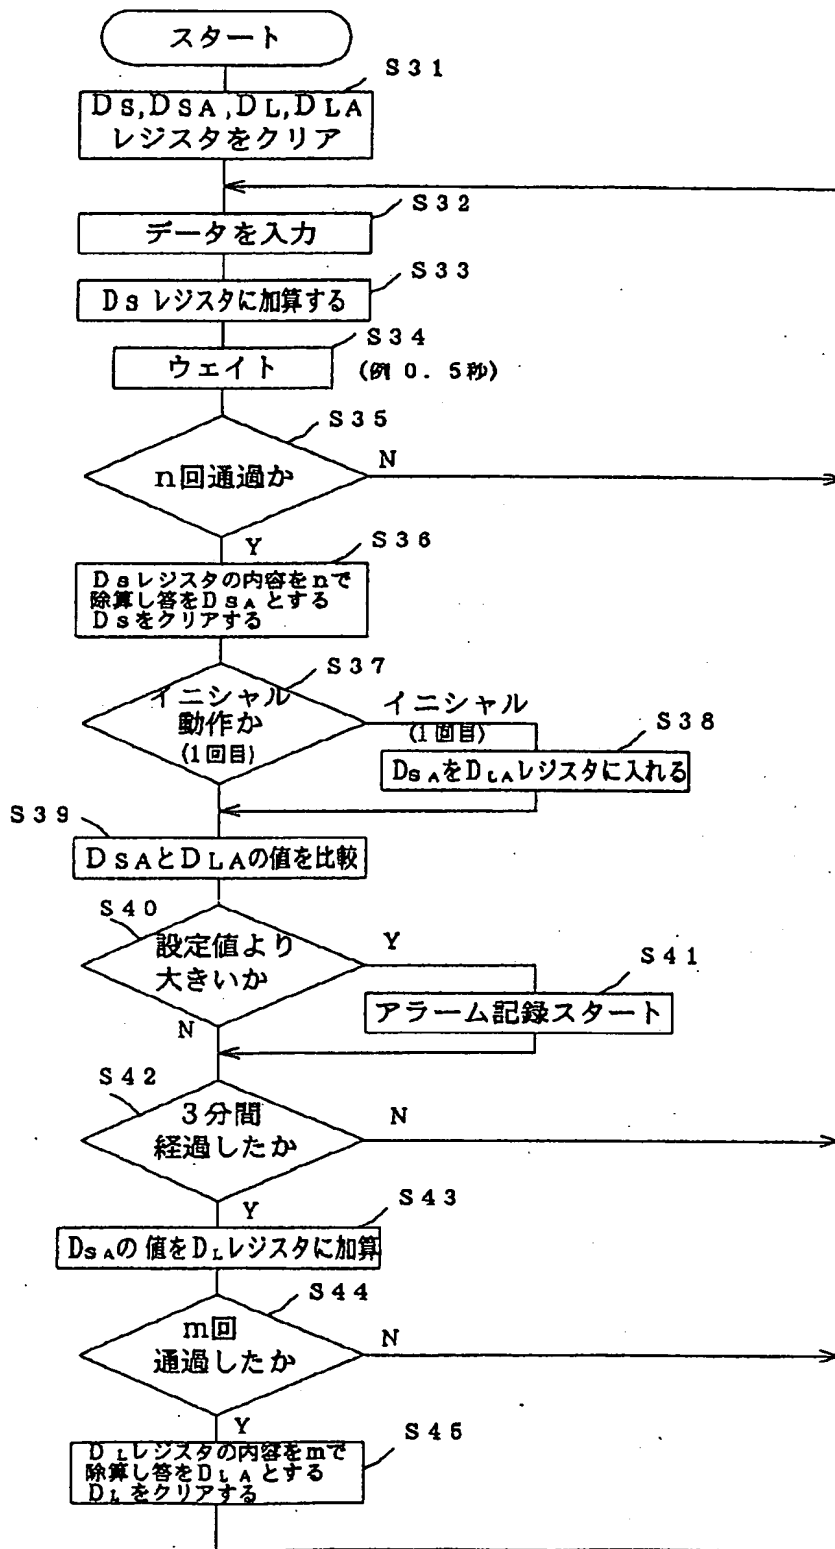 スタート
S31
DS,DSA,DL,DLA
レジスタをクリア
S32
データを入力
S33
DSレジスタに加算する
S34
ウェイト
(例 0.5秒)
S35
n回通過か
N
Y
S36
DSレジスタの内容をnで
除算し答をDSAとする
DSをクリアする
S37
イニシャル
動作か
(1回目)
イニシャル
(1回目)
S38
DSAをDLAレジスタに入れる
S39
DSAとDLAの値を比較
S40
設定値より
大きいか
Y
N
S41
アラーム記録スタート
S42
3分間
経過したか
N
Y
S43
DSAの値をDLレジスタに加算
S44
m回
通過したか
N
Y
S45
DLレジスタの内容をmで
除算し答をDLAとする
DLをクリアする